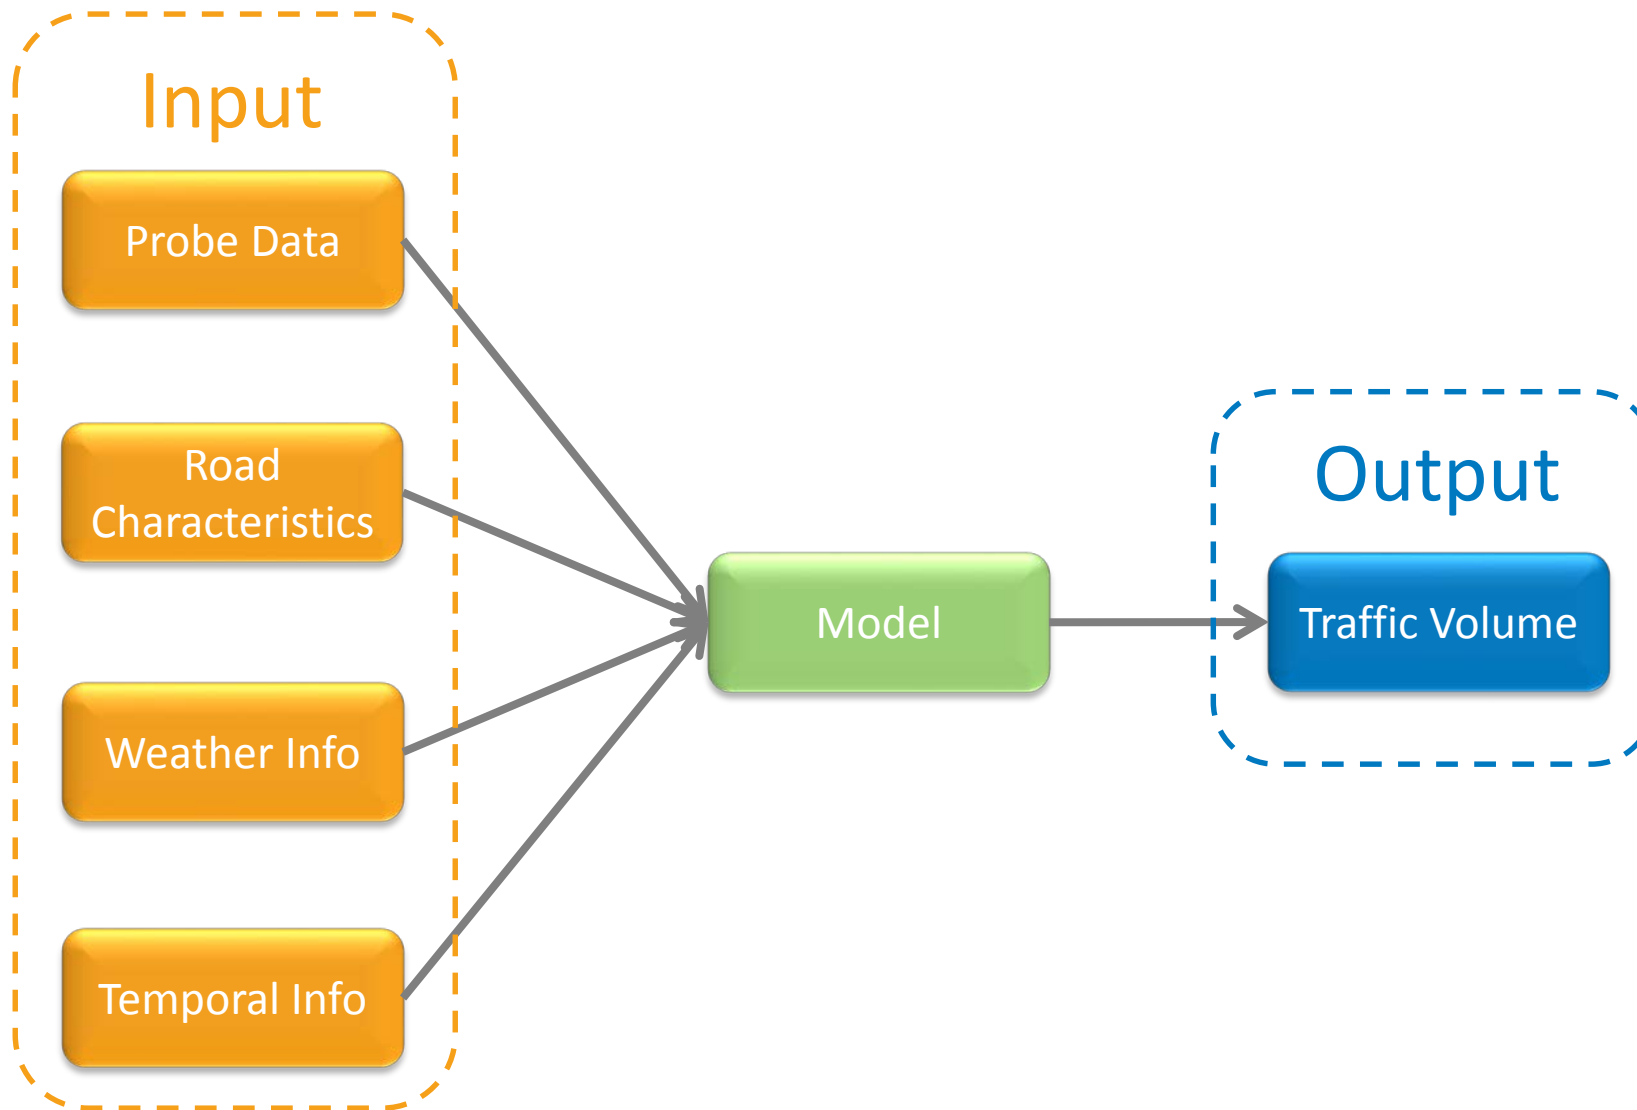 Input
Probe Data
Road
Characteristics
Weather Info
Temporal Info
Model
Output
Traffic Volume